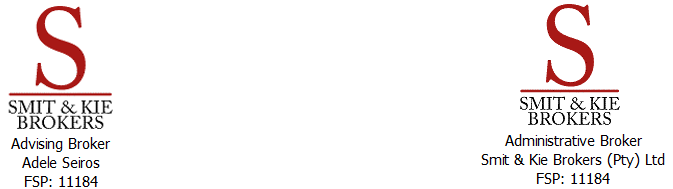 S
SMIT & KIE
BROKERS
Advising Broker
Adele Seiros
FSP: 11184
S
SMIT & KIE
BROKERS
Administrative Broker
Smit & Kie Brokers (Pty) Ltd
FSP: 11184